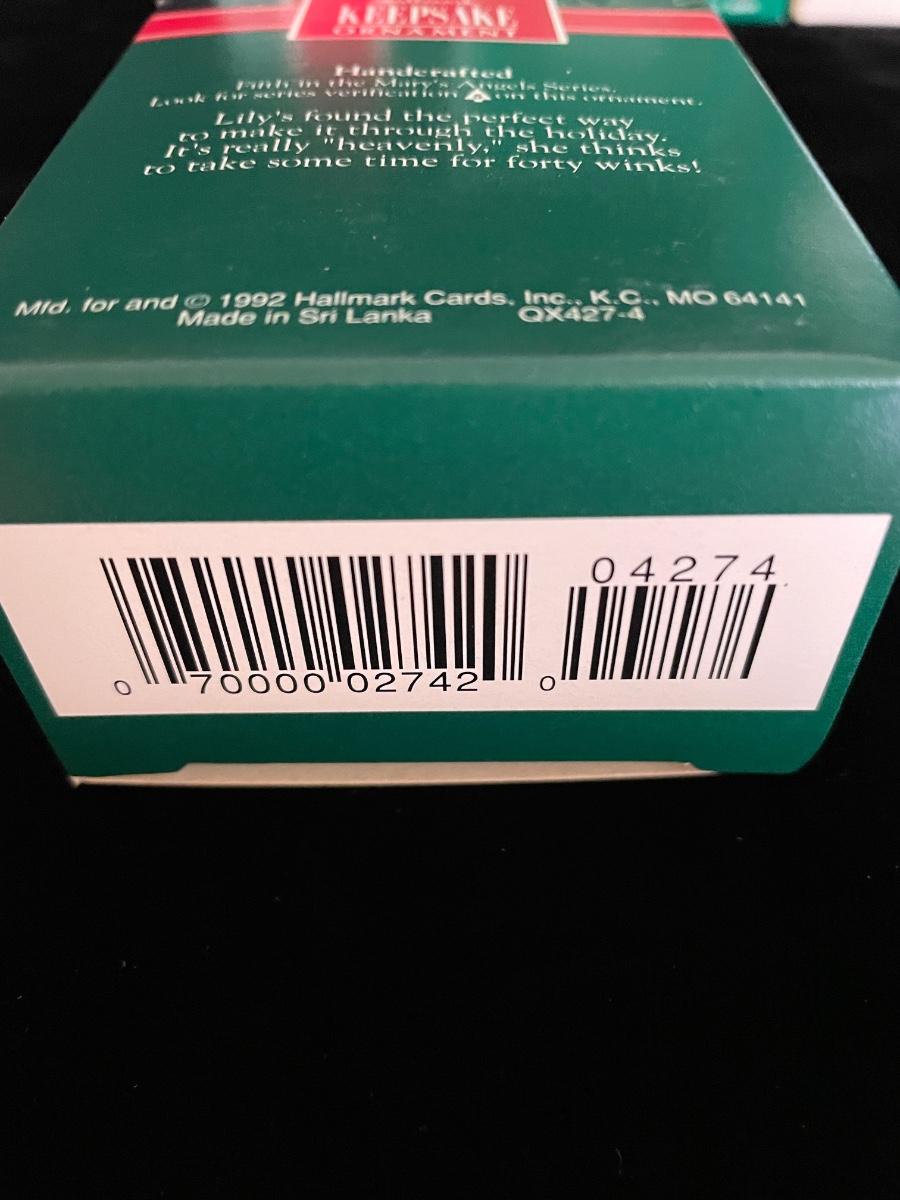 KEEPSAKE
ORNAMENT
Handcrafted
Fifth in the Mary's Angels Series.
Look for series verification on this ornament.
Lily's found the perfect way
to make it through the holiday.
It's really "heavenly," she thinks
to take some time for forty winks!
Mfd. for and © 1992 Hallmark Cards, Inc., K.C., MO 64141
Made in Sri Lanka QX427-4
04274
0 70000 02742 0